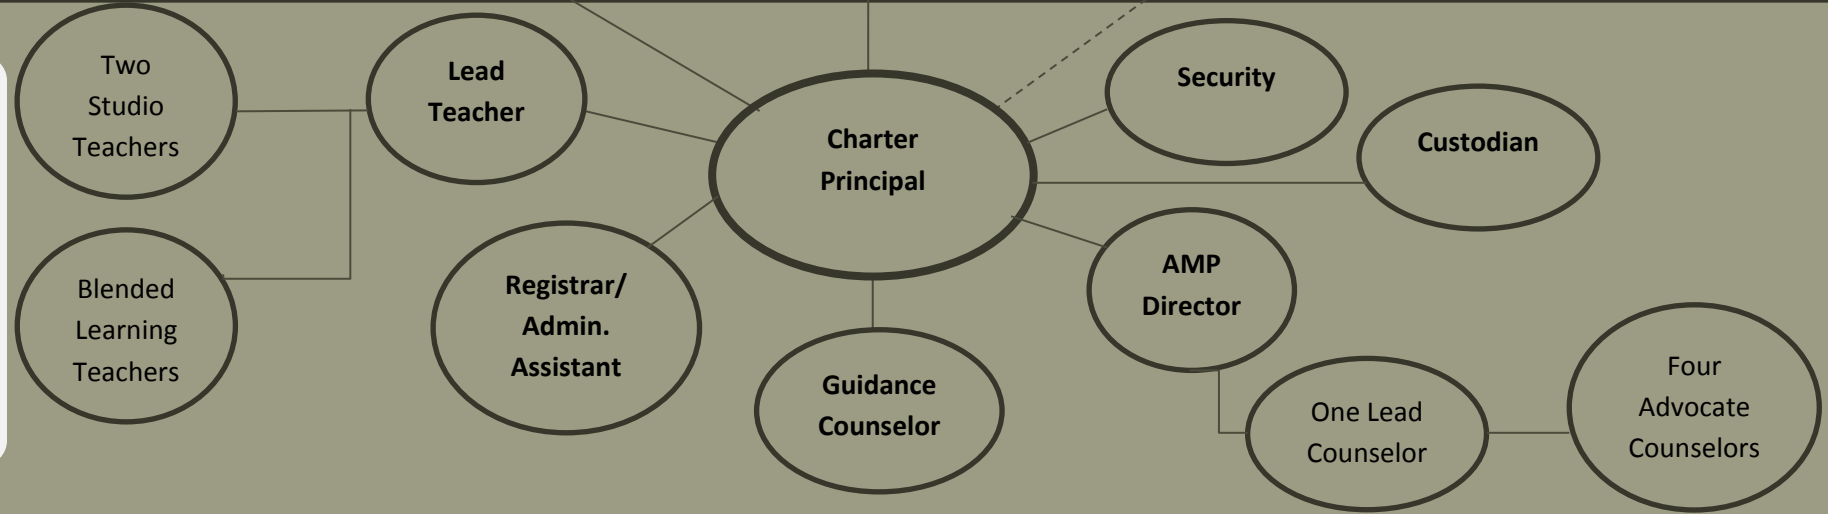 Two
Studio
Teachers
Lead
Teacher
Charter
Principal
Security
Custodian
Blended
Learning
Teachers
Registrar/
Admin.
Assistant
Guidance
Counselor
AMP
Director
One Lead
Counselor
Four
Advocate
Counselors